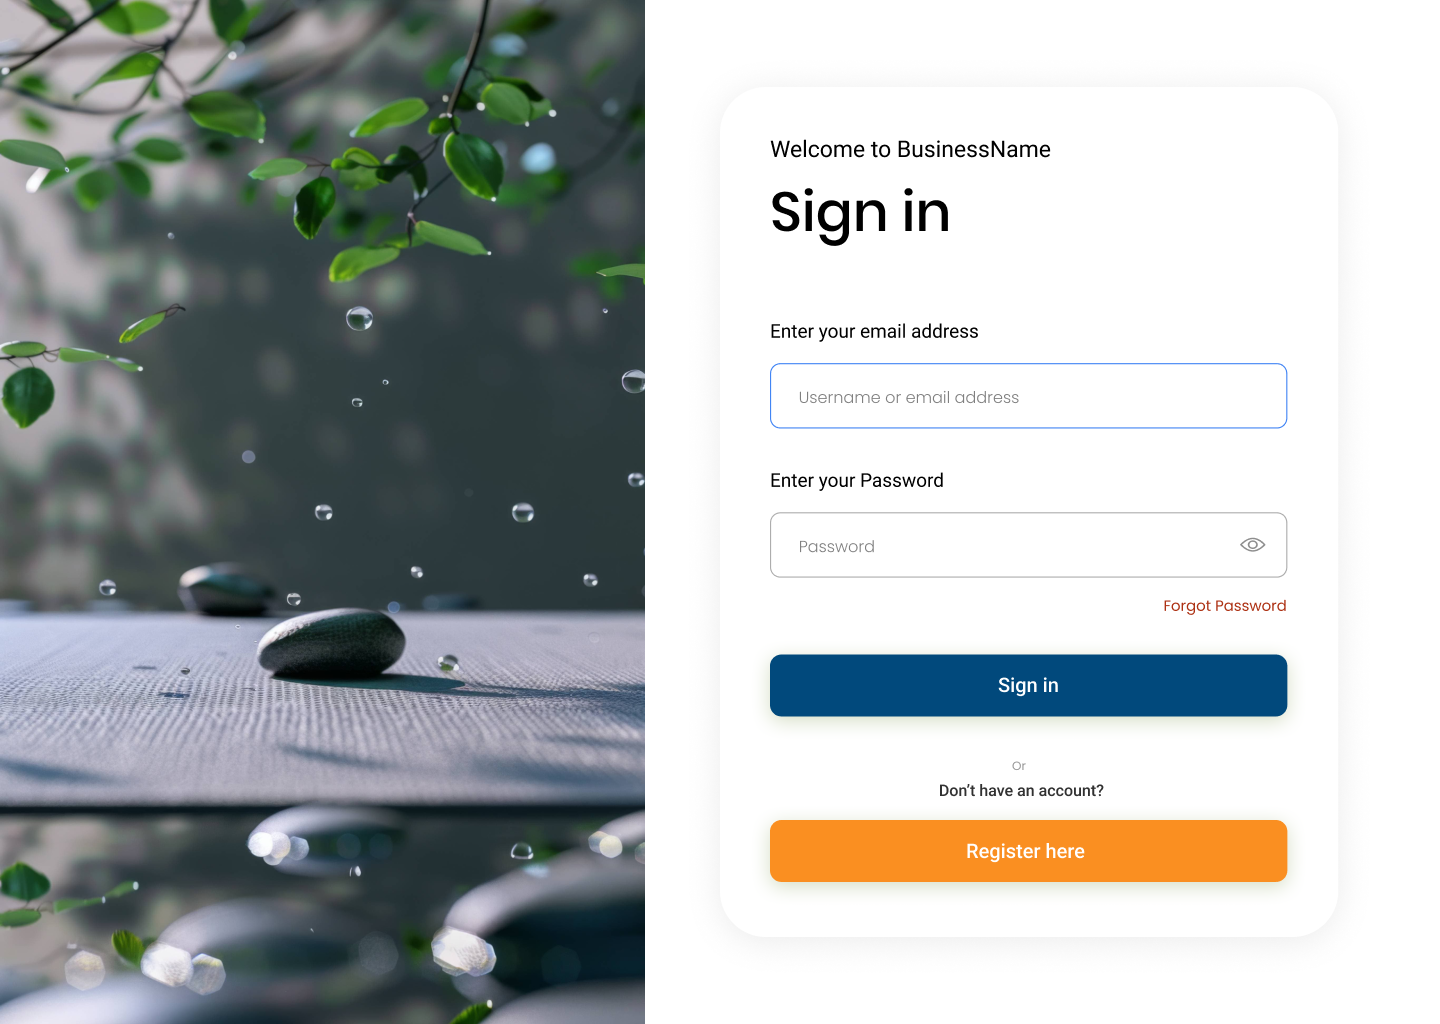 Welcome to BusinessName
Sign in
Enter your email address
Username or email address
Enter your Password
Password
Forgot Password
Sign in
Or
Don’t have an account?
Register here